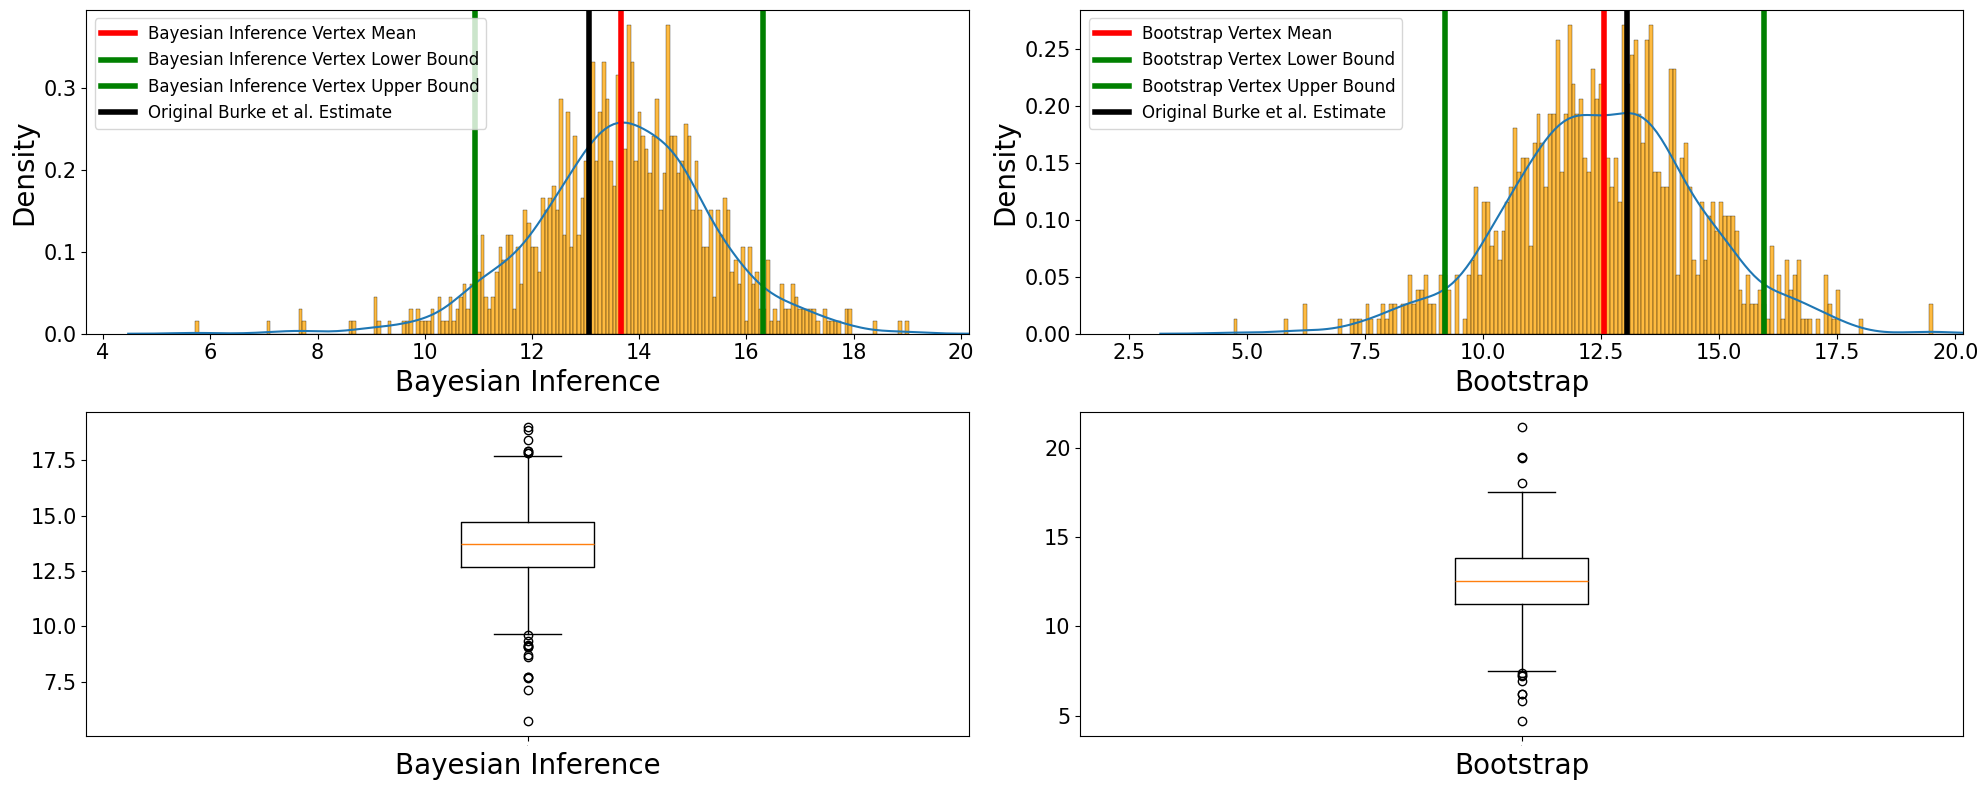 Bayesian Inference Vertex Mean
Bayesian Inference Vertex Lower Bound
Bayesian Inference Vertex Upper Bound
Original Burke et al. Estimate
Density
0.3
0.2
0.1
0.0
4 6 8 10 12 14 16 18 20
Bayesian Inference
Bootstrap Vertex Mean
Bootstrap Vertex Lower Bound
Bootstrap Vertex Upper Bound
Original Burke et al. Estimate
Density
0.25
0.20
0.15
0.10
0.05
0.00
2.5 5.0 7.5 10.0 12.5 15.0 17.5 20.0
Bootstrap
17.5
15.0
12.5
10.0
7.5
Bayesian Inference
20
15
10
5
Bootstrap